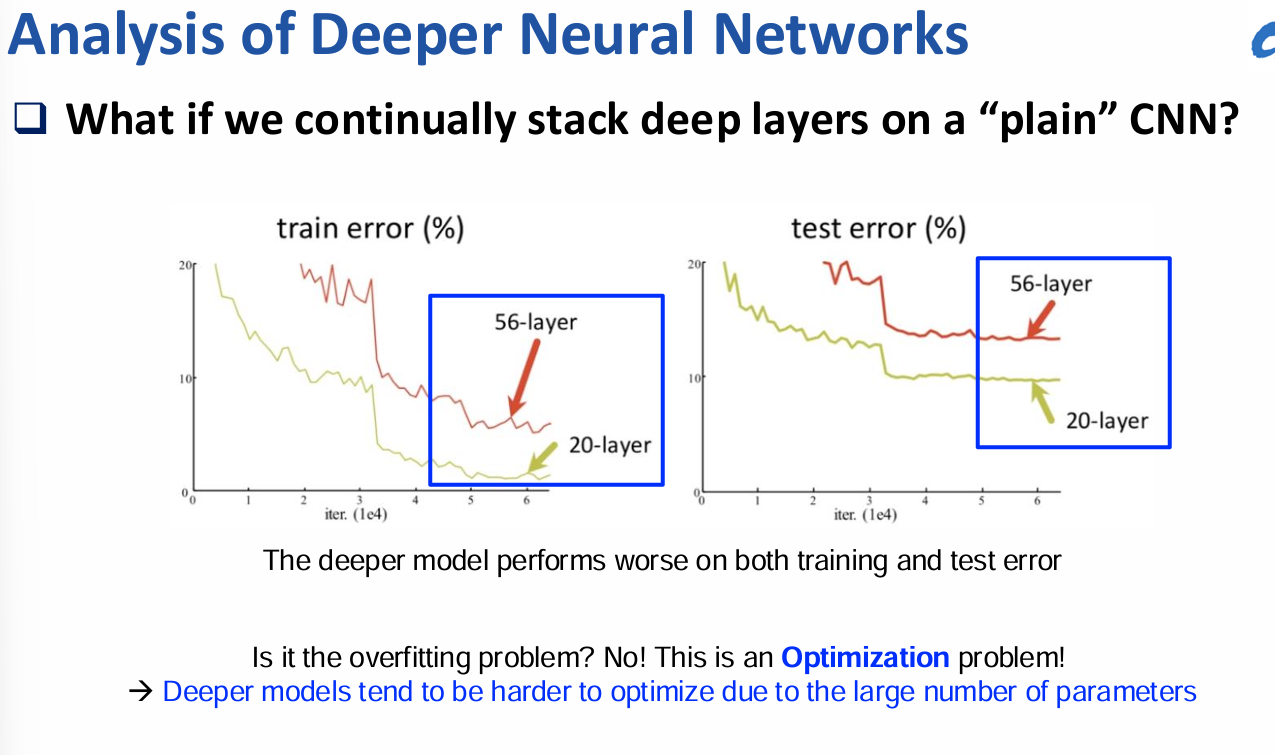 Analysis of Deeper Neural Networks
❑ What if we continually stack deep layers on a “plain” CNN?
train error (%)
20
10
0
0 1 2 3 4 5 6
iter. (1e4)
56-layer
20-layer
test error (%)
20
10
0
0 1 2 3 4 5 6
iter. (1e4)
56-layer
20-layer
The deeper model performs worse on both training and test error
Is it the overfitting problem? No! This is an Optimization problem!
→ Deeper models tend to be harder to optimize due to the large number of parameters